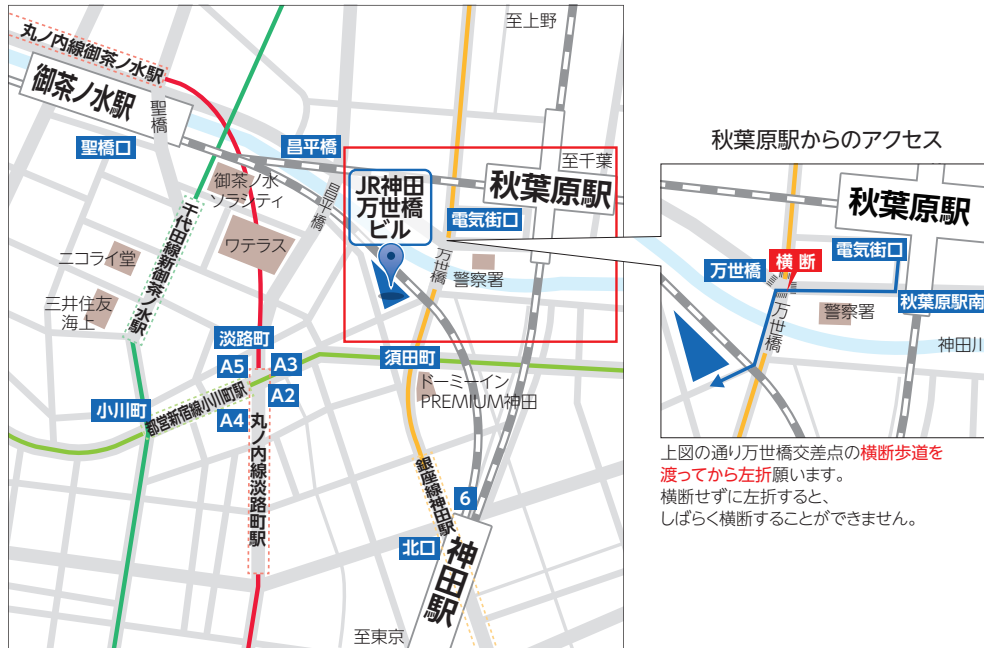 至上野
丸ノ内線御茶ノ水駅
御茶ノ水駅
聖橋
聖橋口
昌平橋
至千葉
秋葉原駅
JR神田
万世橋
ビル
御茶ノ水
ソラシティ
昌平橋
電気街口
千代田線新御茶ノ水駅
ニコライ堂
ワテラス
万世橋
警察署
三井住友
海上
淡路町
A5
A3
須田町
A2
小川町
都営新宿線小川町駅
A4
ドーミーイン
PREMIUM神田
丸ノ内線淡路町駅
銀座線神田駅
6
北口
神田駅
至東京
秋葉原駅からのアクセス
秋葉原駅
電気街口
万世橋
横断
秋葉原駅南
万世橋
警察署
神田川
上図の通り万世橋交差点の横断歩道を
渡ってから左折願います。
横断せずに左折すると、
しばらく横断することができません。